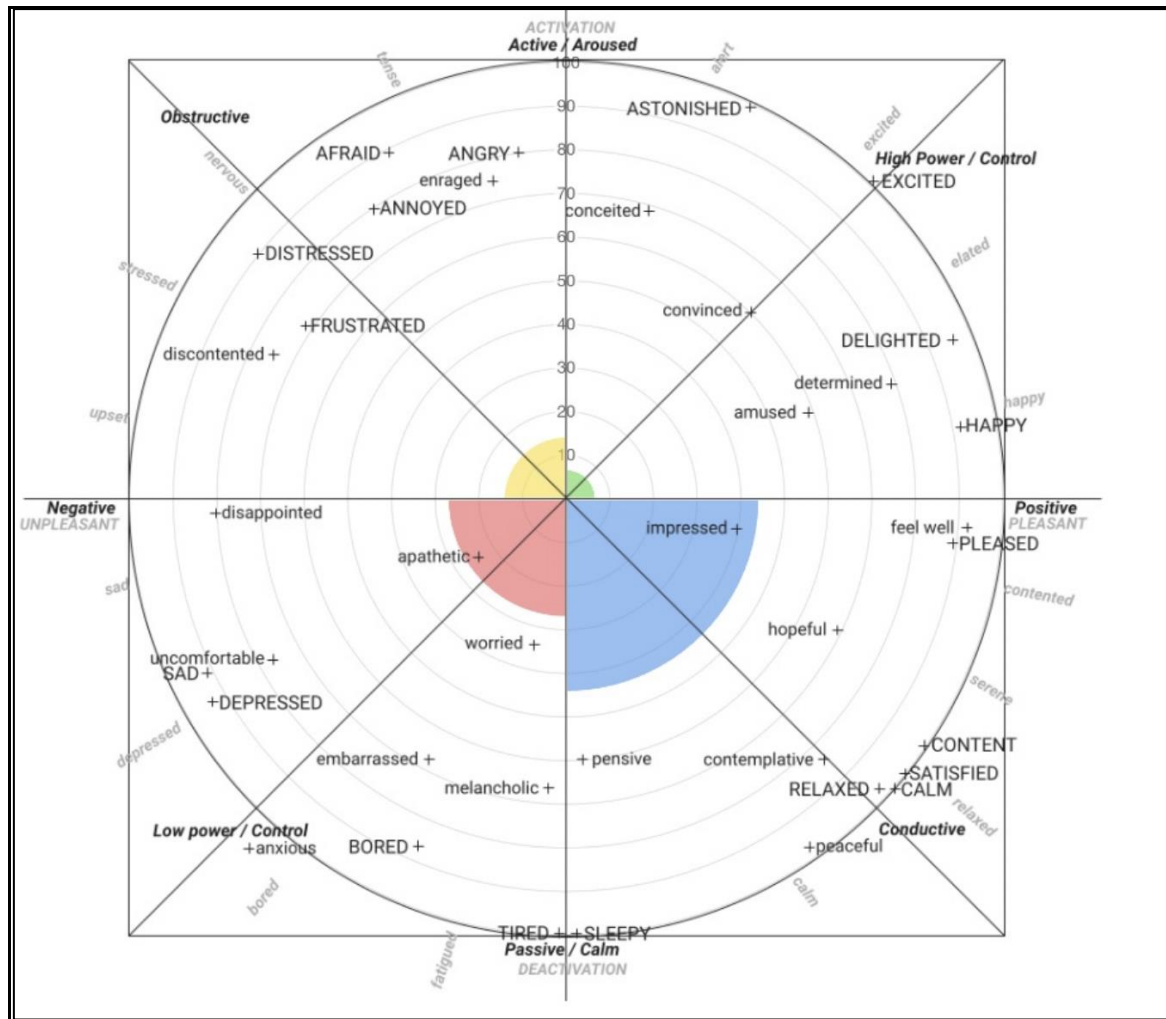 ACTIVATION
Active / Aroused
100
tense
alert
90
ASTONISHED
Obstructive
excited
80
AFRAID
ANGRY
High Power / Control
nervous
enraged
70
EXCITED
ANNOYED
conceited
60
DISTRESSED
elated
stressed
50
convinced
FRUSTRATED
40
DELIGHTED
discontented
30
determined
upset
20
amused
happy
HAPPY
10
Negative
UNPLEASANT
disappointed
impressed
feel well
Positive
PLEASANT
PLEASED
apathetic
sad
contented
worried
hopeful
uncomfortable
SAD
serene
DEPRESSED
depressed
CONTENT
embarrassed
pensive
contemplative
SATISFIED
melancholic
RELAXED
CALM
relaxed
Low power / Control
Conductive
anxious
BORED
peaceful
bored
calm
TIRED
SLEEPY
fatigued
Passive / Calm
DEACTIVATION